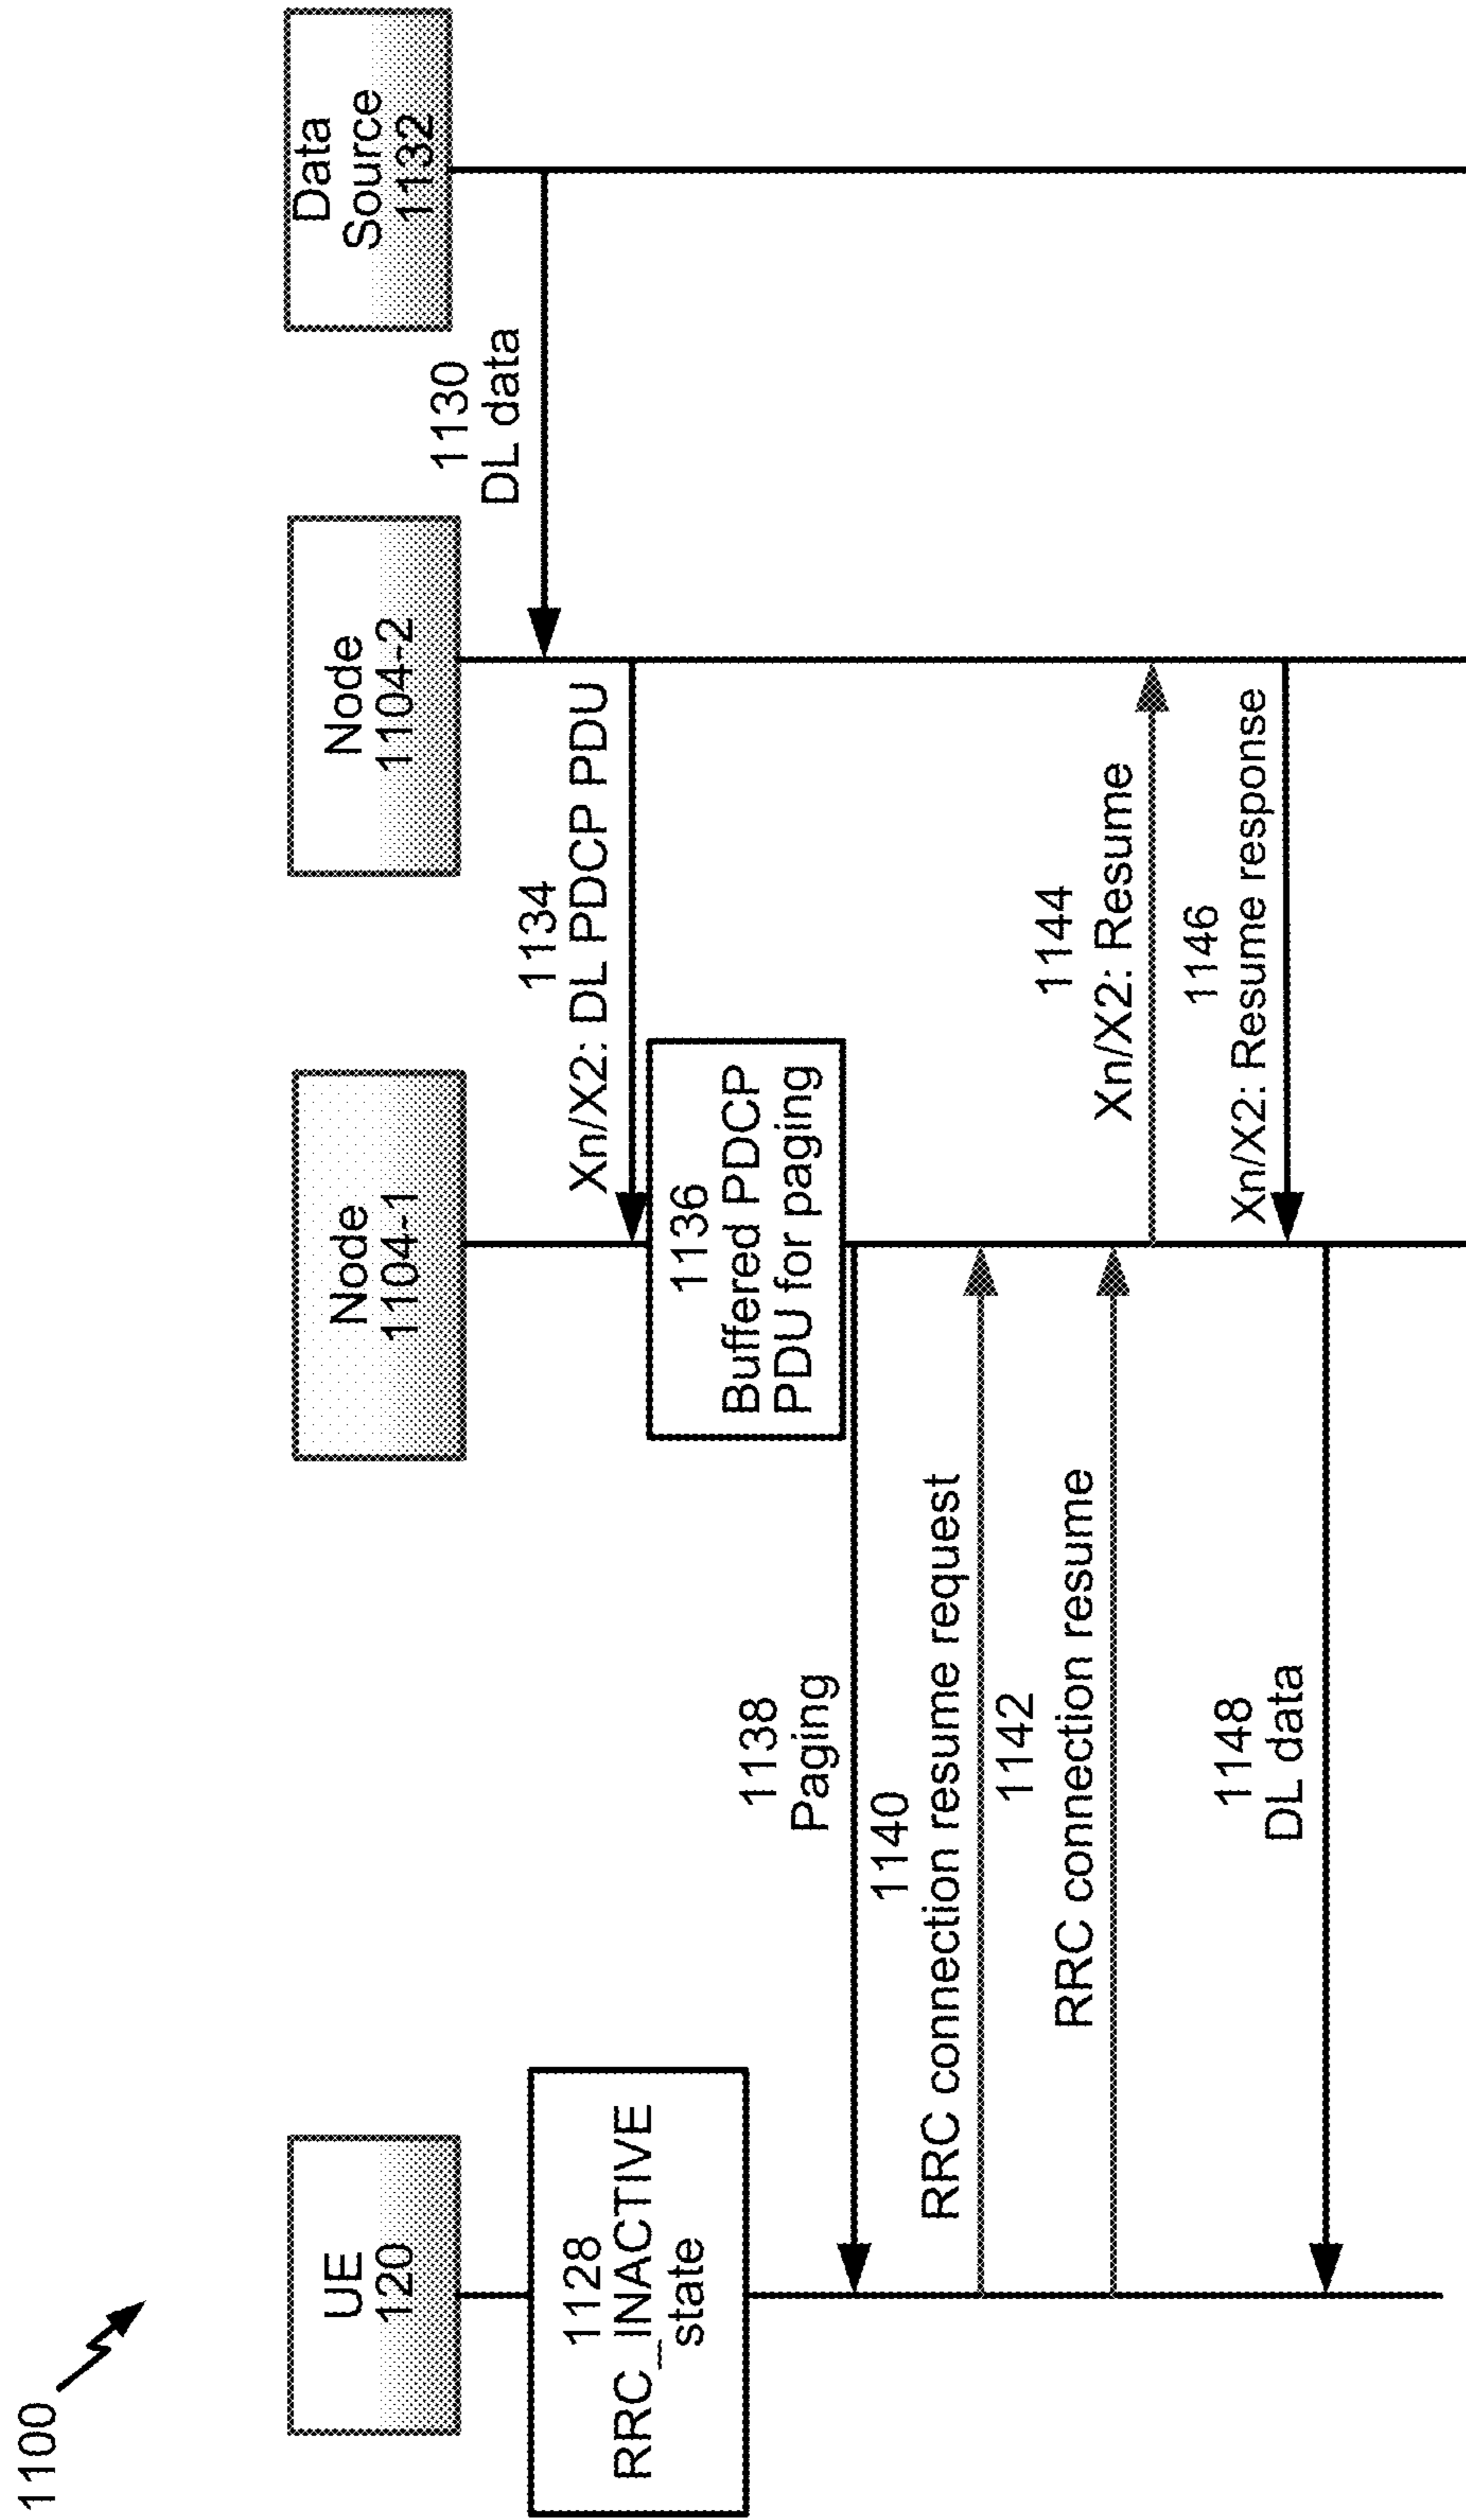 1100
UE
120
Node
1104-1
Node
1104-2
Data
Source
1132
1128
RRC_INACTIVE
state
1130
DL data
1134
Xn/X2: DL PDCP PDU
1136
Buffered PDCP
PDU for paging
1138
Paging
1140
RRC connection resume request
1142
RRC connection resume
1144
Xn/X2: Resume
1146
Xn/X2: Resume response
1148
DL data